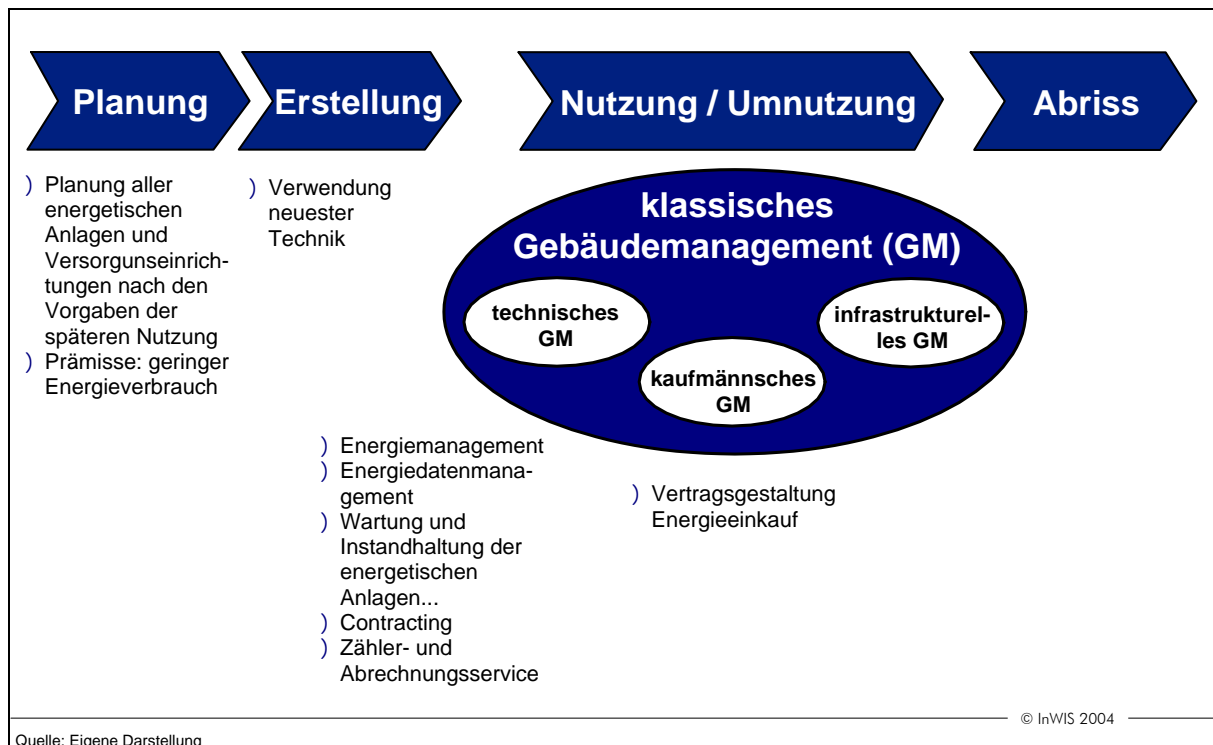 Planung
Erstellung
Nutzung / Umnutzung
Abriss
) Planung aller
energetischen
Anlagen und
Versorgunseinrich-
tungen nach den
Vorgaben der
späteren Nutzung
) Prämisse: geringer
Energieverbrauch
) Verwendung
neuester
Technik
klassisches
Gebäudemanagement (GM)
technisches
GM
kaufmännsches
GM
infrastrukturel-
les GM
) Energiemanagement
) Energiedatenmana-
gement
) Wartung und
Instandhaltung der
energetischen
Anlagen...
) Contracting
) Zähler- und
Abrechnungsservice
) Vertragsgestaltung
Energieeinkauf
© InWIS 2004
Quelle: Eigene Darstellung